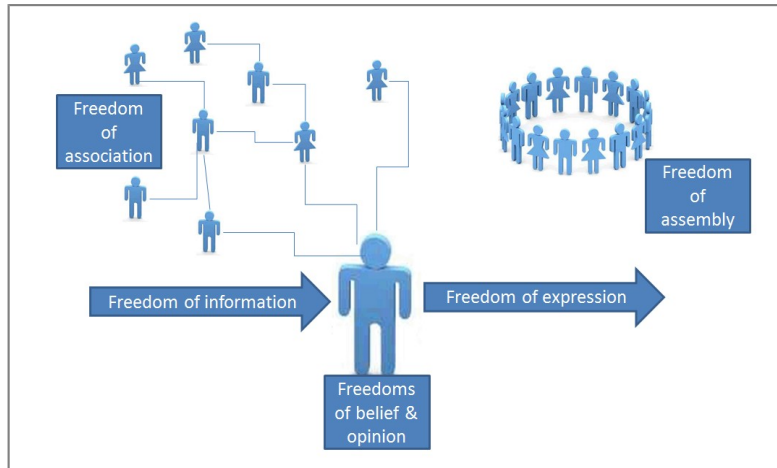 Freedom
of
association
Freedom
of
assembly
Freedom of information
Freedom of expression
Freedoms
of belief &
opinion